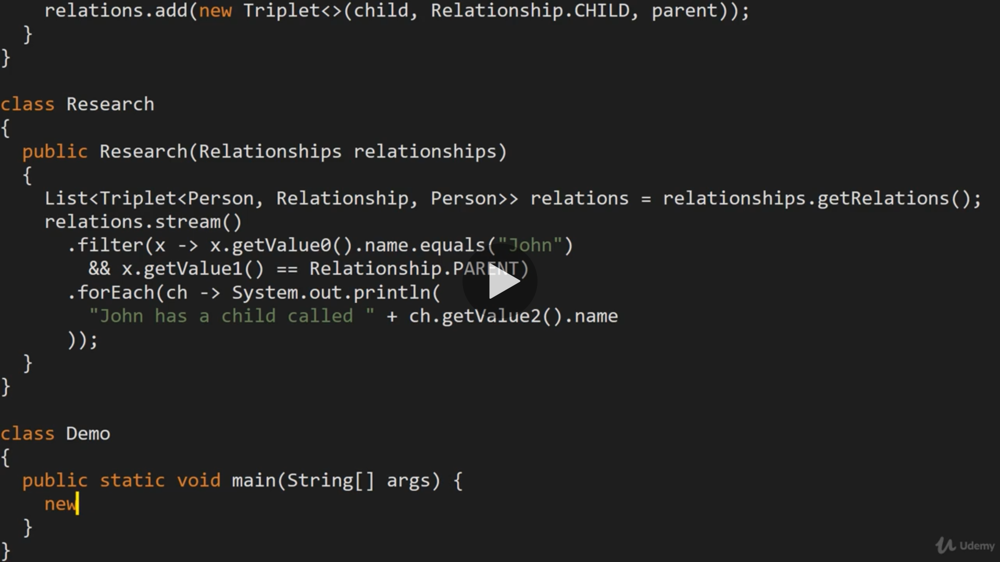 relations.add(new Triplet<>(child, Relationship.CHILD, parent));
}
}
class Research
{
public Research(Relationships relationships)
{
List<Triplet<Person, Relationship, Person>> relations = relationships.getRelations();
relations.stream()
.filter(x -> x.getValue0().name.equals("John")
&& x.getValue1() == Relationship.PARENT)
.forEach(ch -> System.out.println(
"John has a child called " + ch.getValue2().name
));
}
}
class Demo
{
public static void main(String[] args) {
new
}
}
Udemy